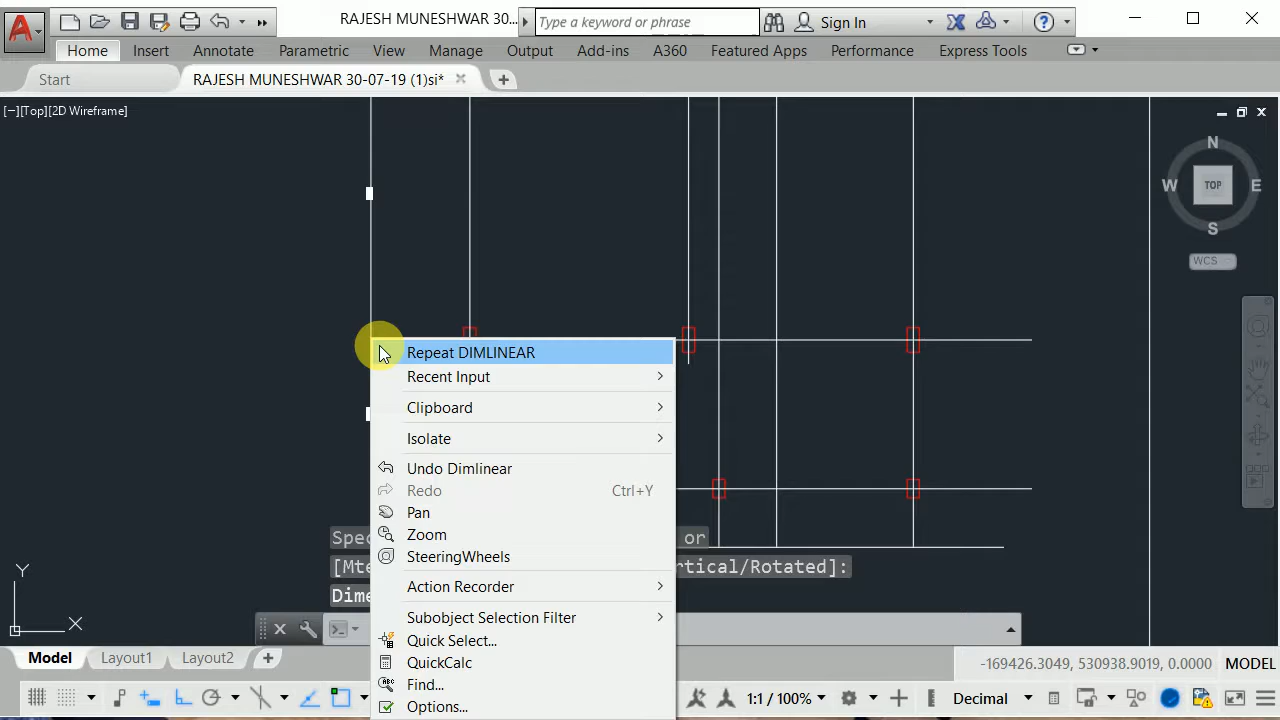 RAJESH MUNESHWAR 30...
Type a keyword or phrase
Sign In
Home
Insert
Annotate
Parametric
View
Manage
Output
Add-ins
A360
Featured Apps
Performance
Express Tools
Start
RAJESH MUNESHWAR 30-07-19 (1)si*
[−][Top][2D Wireframe]
N
W
TOP
E
S
WCS
Repeat DIMLINEAR
Recent Input
Clipboard
Isolate
Undo Dimlinear
Redo Ctrl+Y
Pan
Zoom
SteeringWheels
Action Recorder
Subobject Selection Filter
Quick Select...
QuickCalc
Find...
Options...
Spec or
[Mte rtical/Rotated]:
Dime
Y
X
Model
Layout1
Layout2
-169426.3049, 530938.9019, 0.0000
MODEL
1:1 / 100%
Decimal